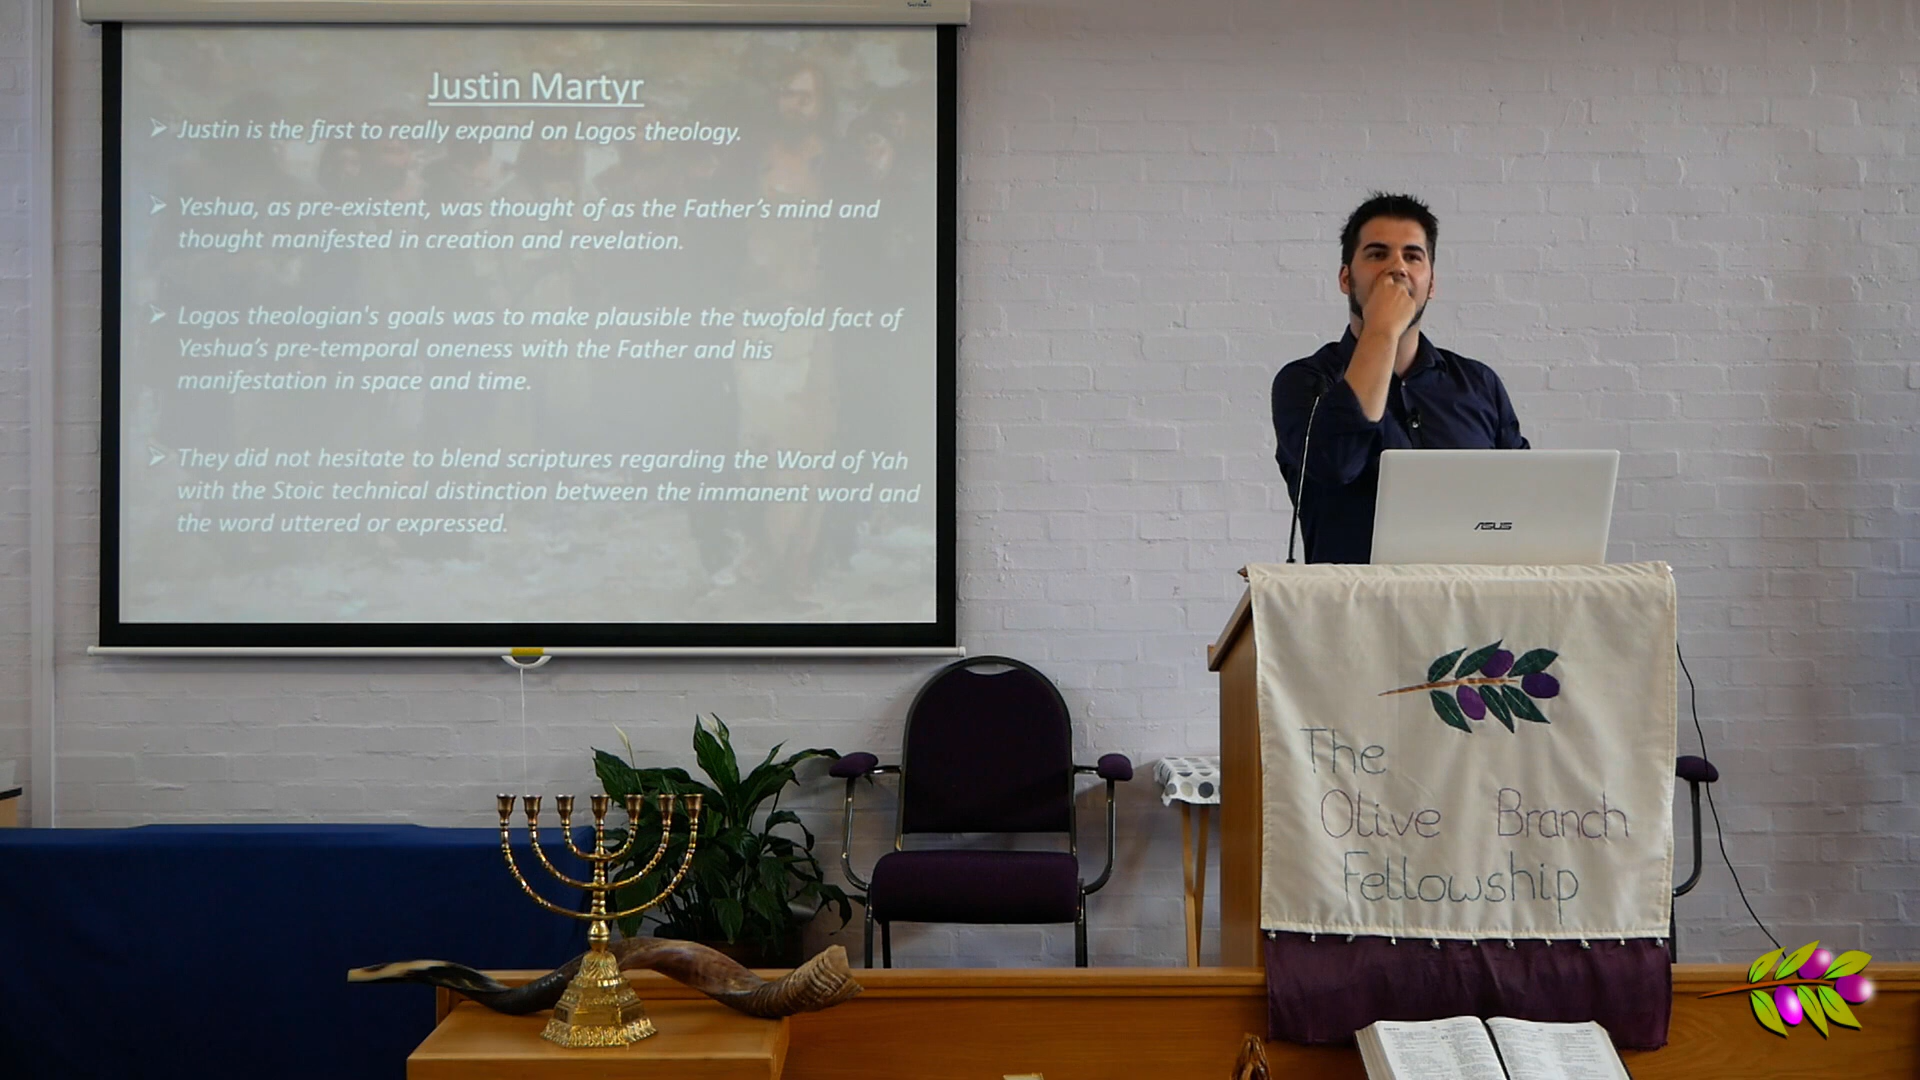 Justin Martyr
➢ Justin is the first to really expand on Logos theology.
➢ Yeshua, as pre-existent, was thought of as the Father's mind and
thought manifested in creation and revelation.
➢ Logos theologian's goals was to make plausible the twofold fact of
Yeshua's pre-temporal oneness with the Father and his
manifestation in space and time.
➢ They did not hesitate to blend scriptures regarding the Word of Yah
with the Stoic technical distinction between the immanent word and
the word uttered or expressed.
ASUS
The
Olive Branch
Fellowship